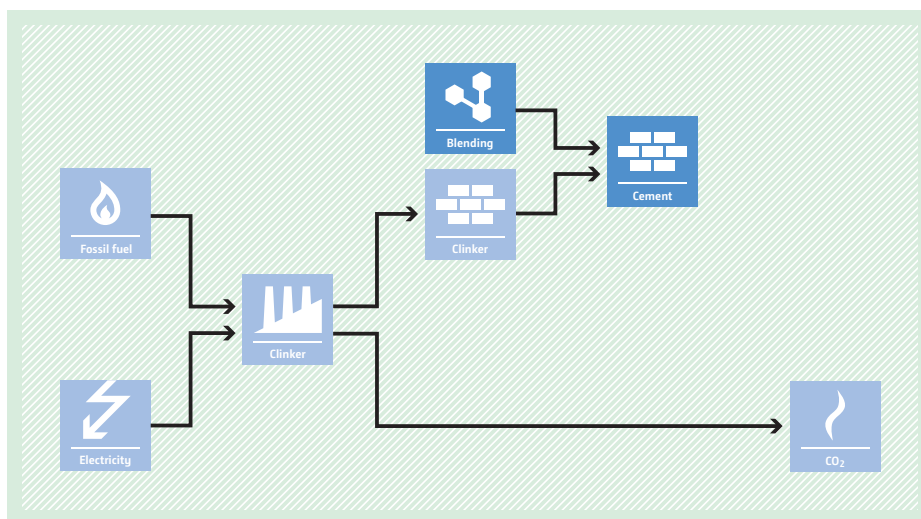 Blending
Cement
Fossil fuel
Clinker
Clinker
Electricity
CO₂